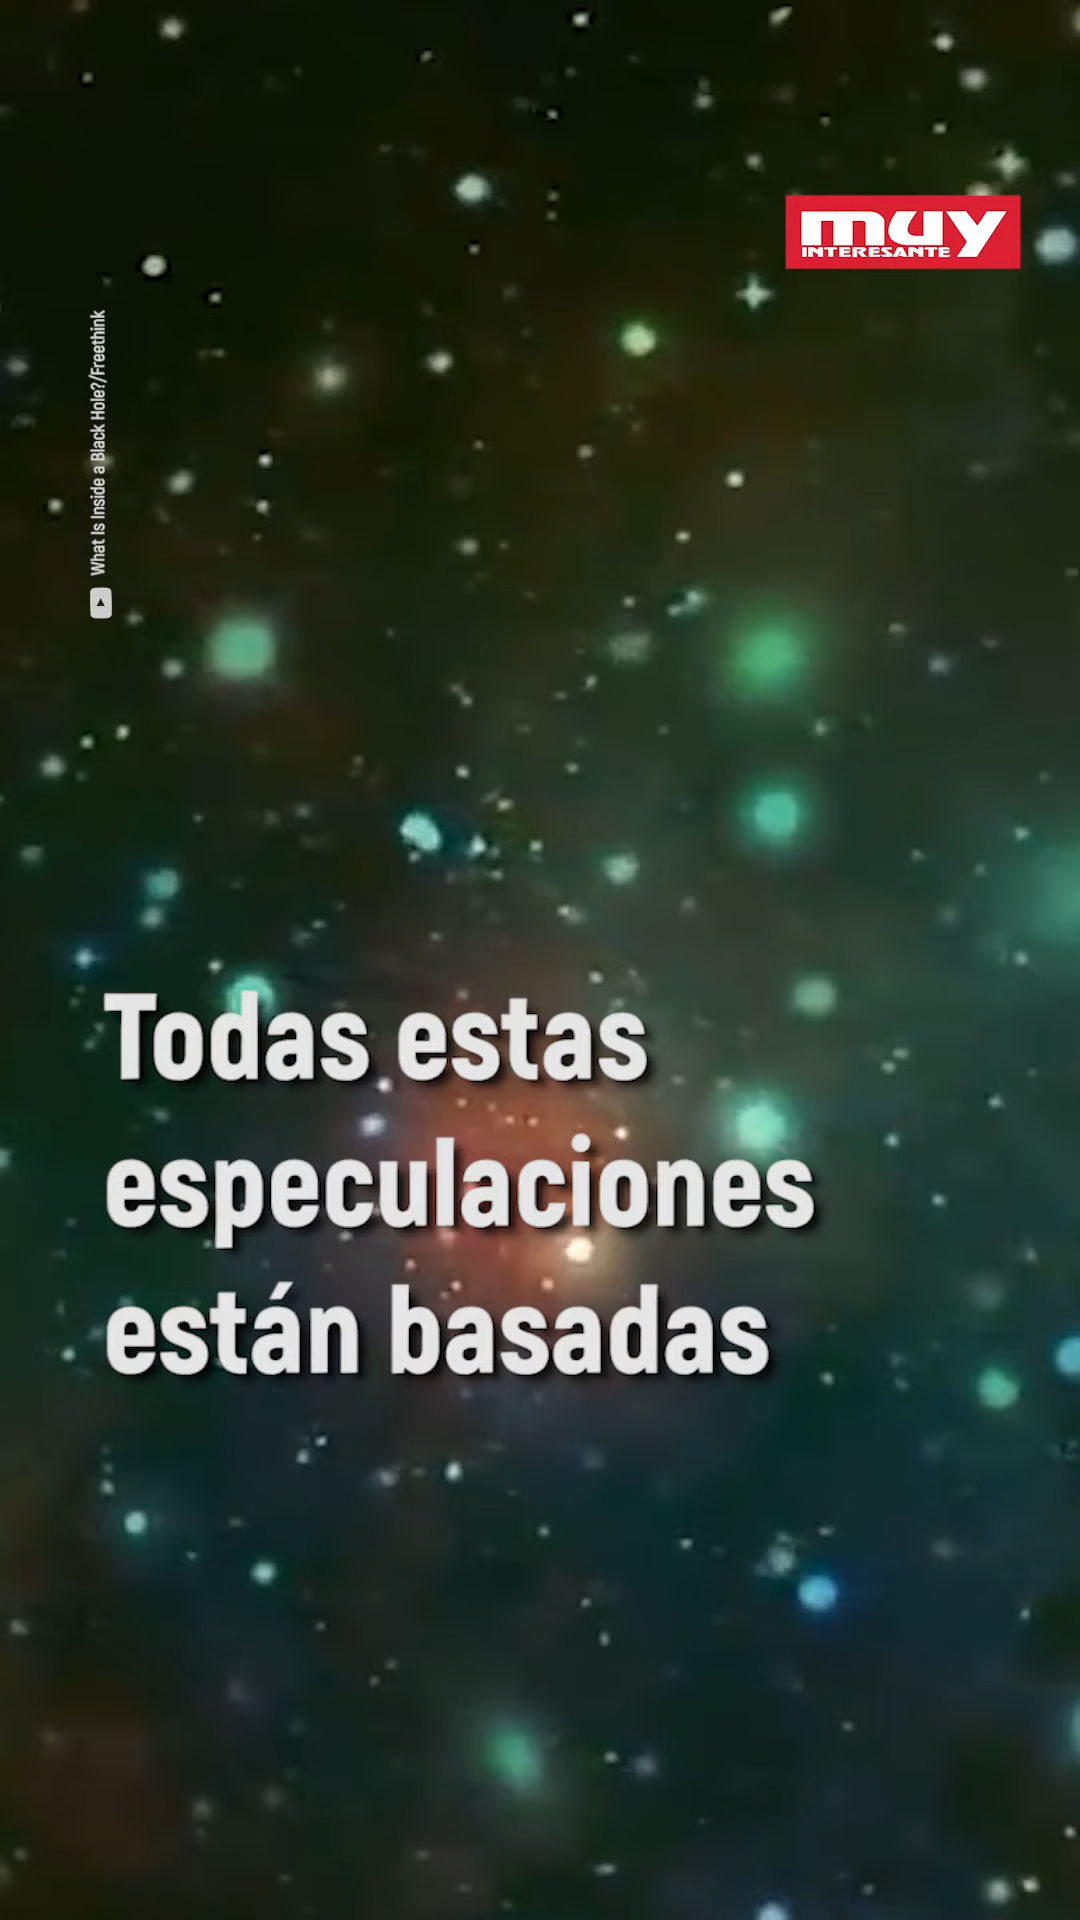 muy
INTERESANTE
What Is Inside a Black Hole?/Freethink
Todas estas
especulaciones
están basadas